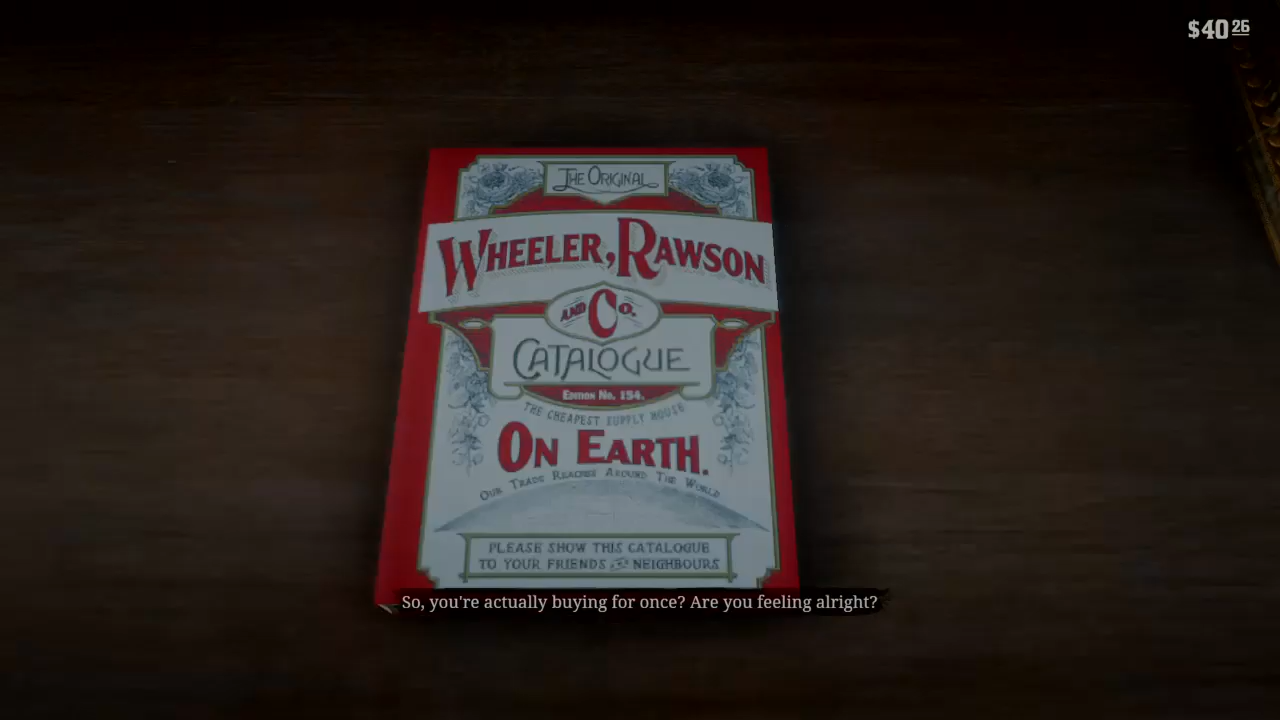 $40 26
THE ORIGINAL
WHEELER, RAWSON
AND CO.
CATALOGUE
EDITION No. 154.
THE CHEAPEST SUPPLY HOUSE
ON EARTH.
OUR TRADE REACHES AROUND THE WORLD
PLEASE SHOW THIS CATALOGUE
TO YOUR FRIENDS AND NEIGHBOURS
So, you're actually buying for once? Are you feeling alright?